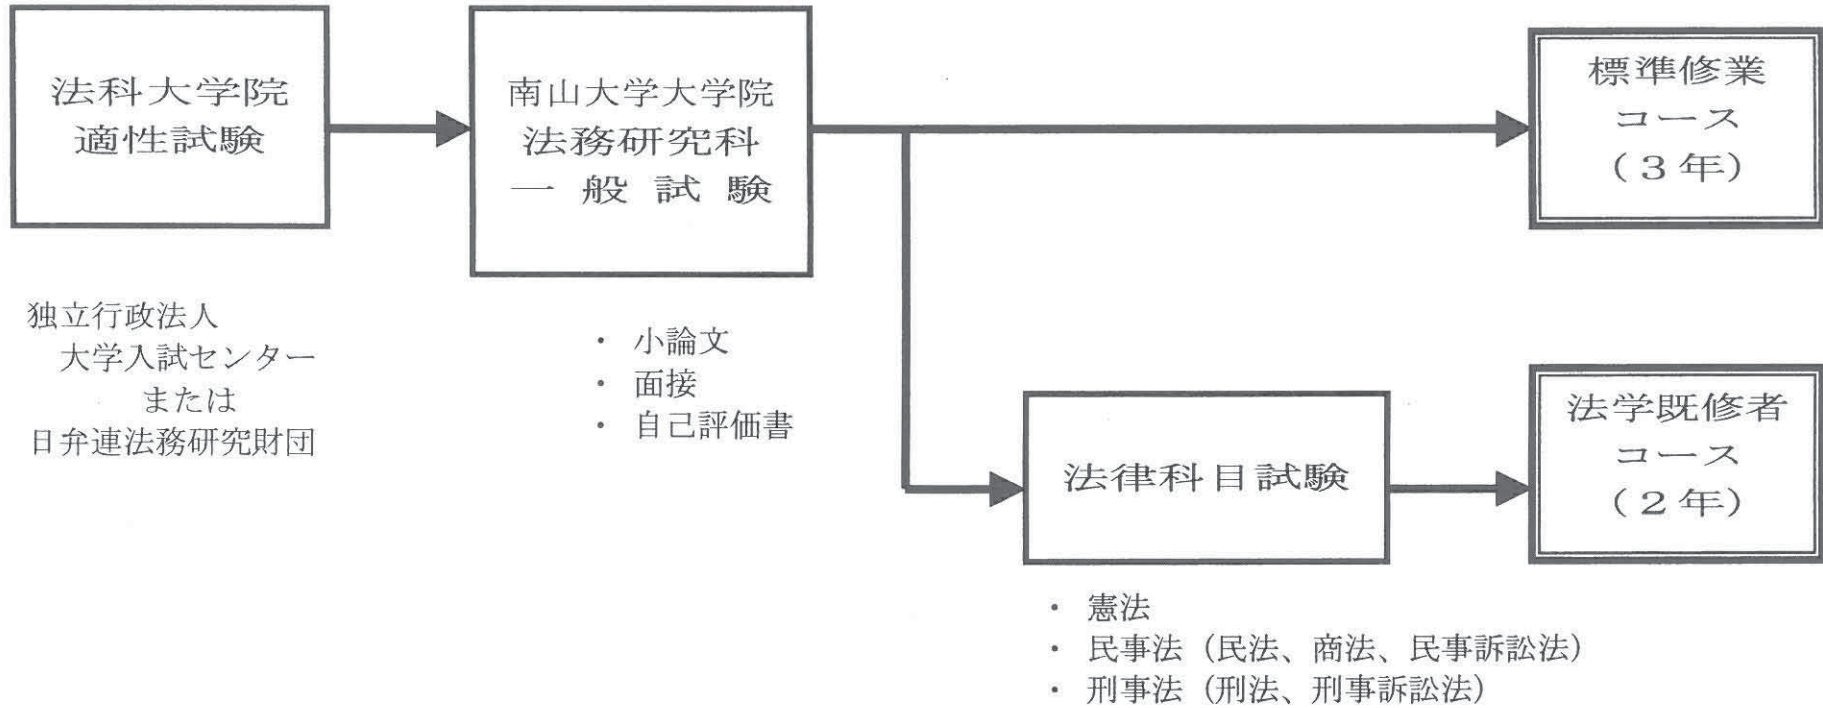 法科大学院
適性試験
独立行政法人
大学入試センター
または
日弁連法務研究財団
南山大学大学院
法務研究科
一般試験
・ 小論文
・ 面接
・ 自己評価書
標準修業
コース
(3年)
法律科目試験
・ 憲法
・ 民事法(民法、商法、民事訴訟法)
・ 刑事法(刑法、刑事訴訟法)
法学既修者
コース
(2年)